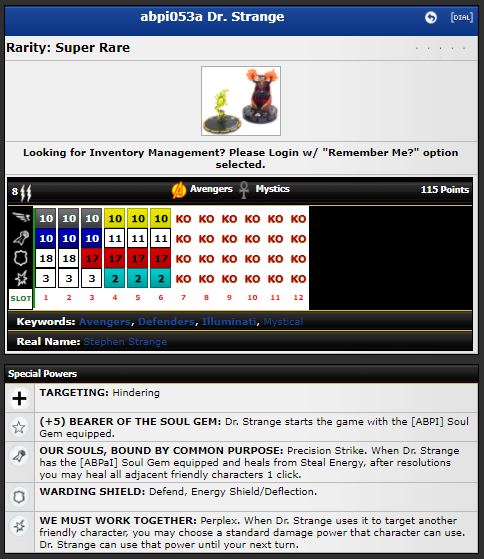 abpi053a Dr. Strange
[DIAL]
Rarity: Super Rare
Looking for Inventory Management? Please Login w/ "Remember Me?" option
selected.
8 Avengers Mystics 115 Points
10 10 10 10 10 10 KO KO KO KO KO KO
10 10 10 11 11 11 KO KO KO KO KO KO
18 18 17 17 17 17 KO KO KO KO KO KO
3 3 3 2 2 2 KO KO KO KO KO KO
SLOT 1 2 3 4 5 6 7 8 9 10 11 12
Keywords: Avengers, Defenders, Illuminati, Mystical
Real Name: Stephen Strange
Special Powers
TARGETING: Hindering
(+5) BEARER OF THE SOUL GEM: Dr. Strange starts the game with the [ABPI] Soul
Gem equipped.
OUR SOULS, BOUND BY COMMON PURPOSE: Precision Strike. When Dr. Strange
has the [ABPaI] Soul Gem equipped and heals from Steal Energy, after resolutions
you may heal all adjacent friendly characters 1 click.
WARDING SHIELD: Defend, Energy Shield/Deflection.
WE MUST WORK TOGETHER: Perplex. When Dr. Strange uses it to target another
friendly character, you may choose a standard damage power that character can use.
Dr. Strange can use that power until your next turn.